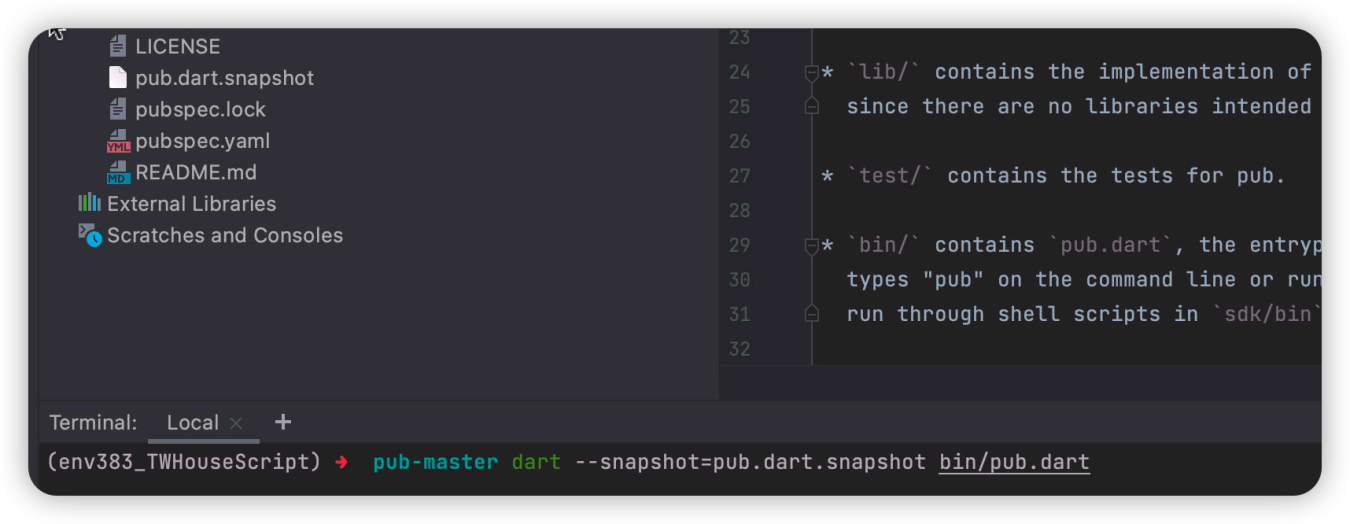 LICENSE
pub.dart.snapshot
pubspec.lock
YML pubspec.yaml
MD README.md
External Libraries
Scratches and Consoles
23
24 * `lib/` contains the implementation of
25 since there are no libraries intended
26
27 * `test/` contains the tests for pub.
28
29 * `bin/` contains `pub.dart`, the entryp
30 types "pub" on the command line or run
31 run through shell scripts in `sdk/bin`
32
Terminal: Local × +
(env383_TWHouseScript) → pub-master dart --snapshot=pub.dart.snapshot bin/pub.dart